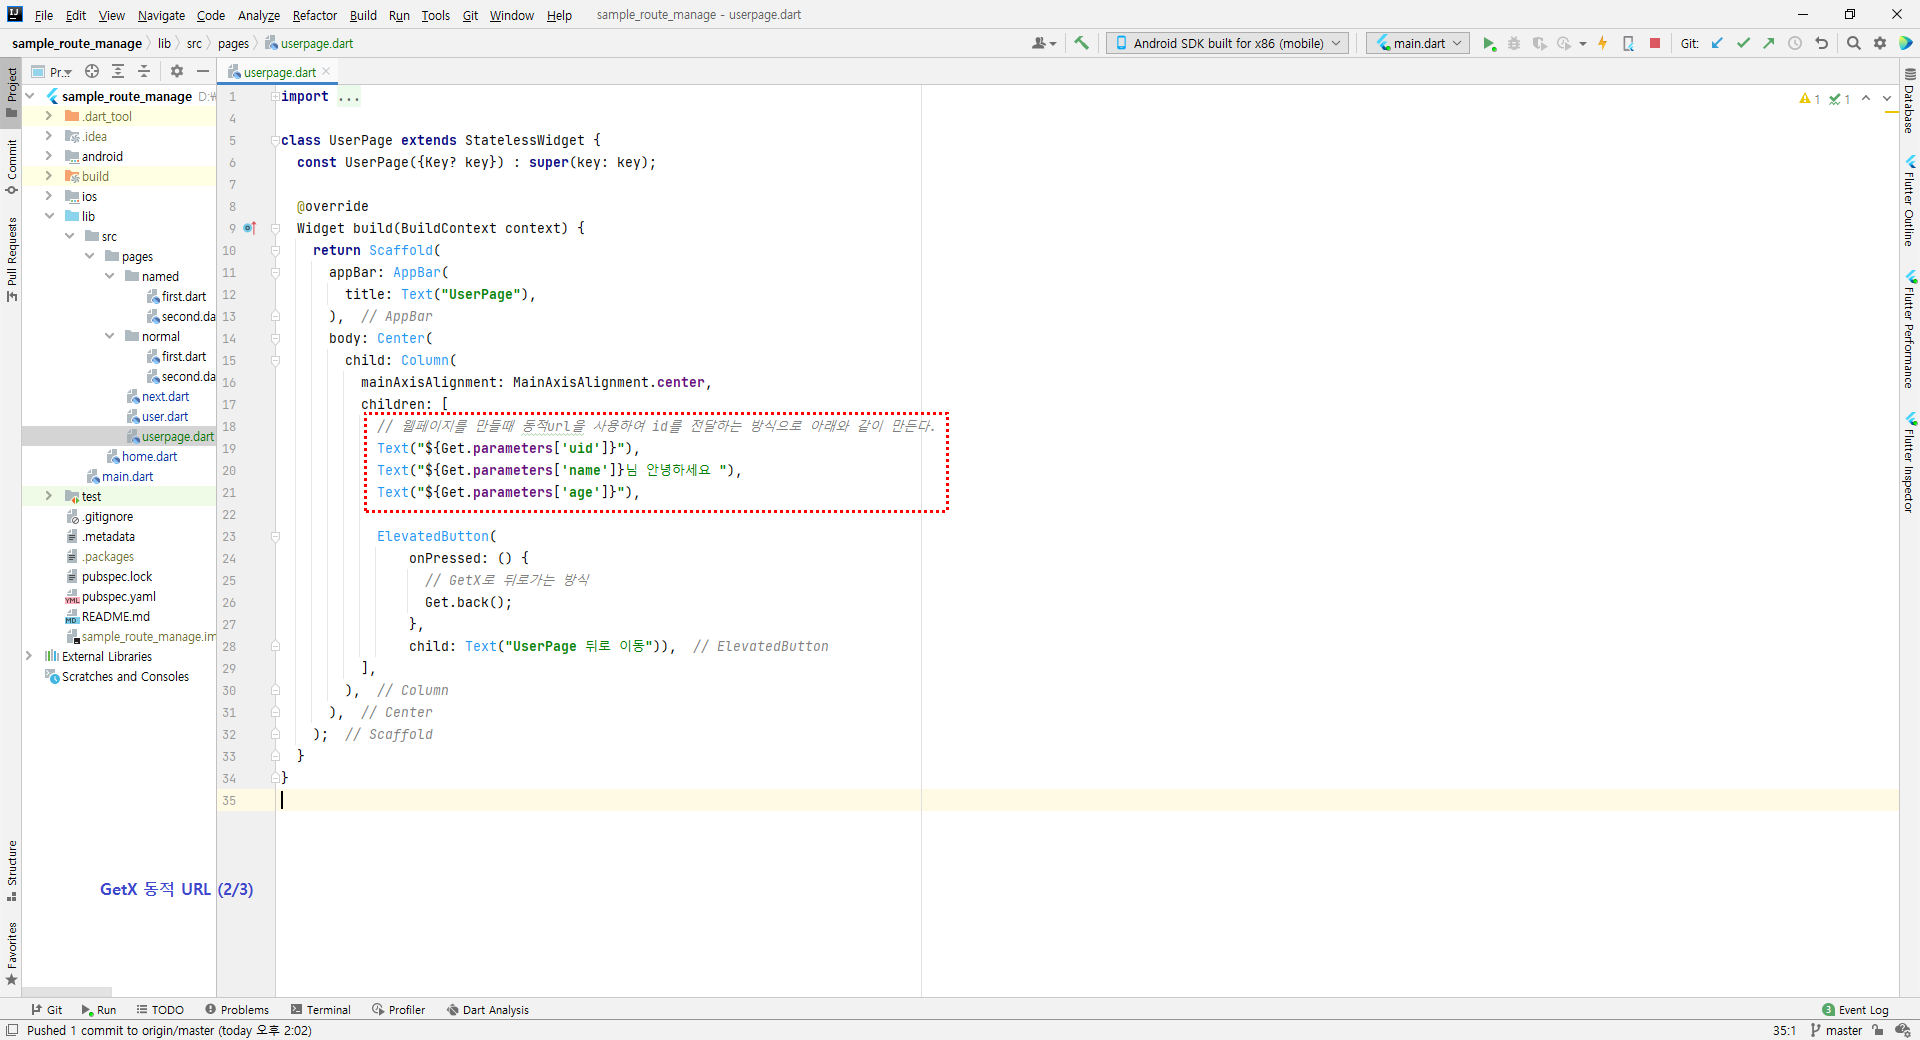 File Edit View Navigate Code Analyze Refactor Build Run Tools Git Window Help sample_route_manage - userpage.dart
sample_route_manage lib src pages userpage.dart
Android SDK built for x86 (mobile) main.dart Git:
Pr... userpage.dart
Project
Commit
Pull Requests
Structure
Favorites
sample_route_manage D:₩
.dart_tool
.idea
android
build
ios
lib
src
pages
named
first.dart
second.da
normal
first.dart
second.da
next.dart
user.dart
userpage.dart
home.dart
main.dart
test
.gitignore
.metadata
.packages
pubspec.lock
pubspec.yaml
README.md
sample_route_manage.im
External Libraries
Scratches and Consoles
1 import ...
4
5 class UserPage extends StatelessWidget {
6 const UserPage({Key? key}) : super(key: key);
7
8 @override
9 Widget build(BuildContext context) {
10 return Scaffold(
11 appBar: AppBar(
12 title: Text("UserPage"),
13 ), // AppBar
14 body: Center(
15 child: Column(
16 mainAxisAlignment: MainAxisAlignment.center,
17 children: [
18 // 웹페이지를 만들때 동적url을 사용하여 id를 전달하는 방식으로 아래와 같이 만든다.
19 Text("${Get.parameters['uid']}"),
20 Text("${Get.parameters['name']}님 안녕하세요 "),
21 Text("${Get.parameters['age']}"),
22
23 ElevatedButton(
24 onPressed: () {
25 // GetX로 뒤로가는 방식
26 Get.back();
27 },
28 child: Text("UserPage 뒤로 이동")), // ElevatedButton
29 ],
30 ), // Column
31 ), // Center
32 ); // Scaffold
33 }
34 }
35
1 1
Database
Flutter Outline
Flutter Performance
Flutter Inspector
GetX 동적 URL (2/3)
Git Run TODO Problems Terminal Profiler Dart Analysis 3 Event Log
Pushed 1 commit to origin/master (today 오후 2:02) 35:1 master